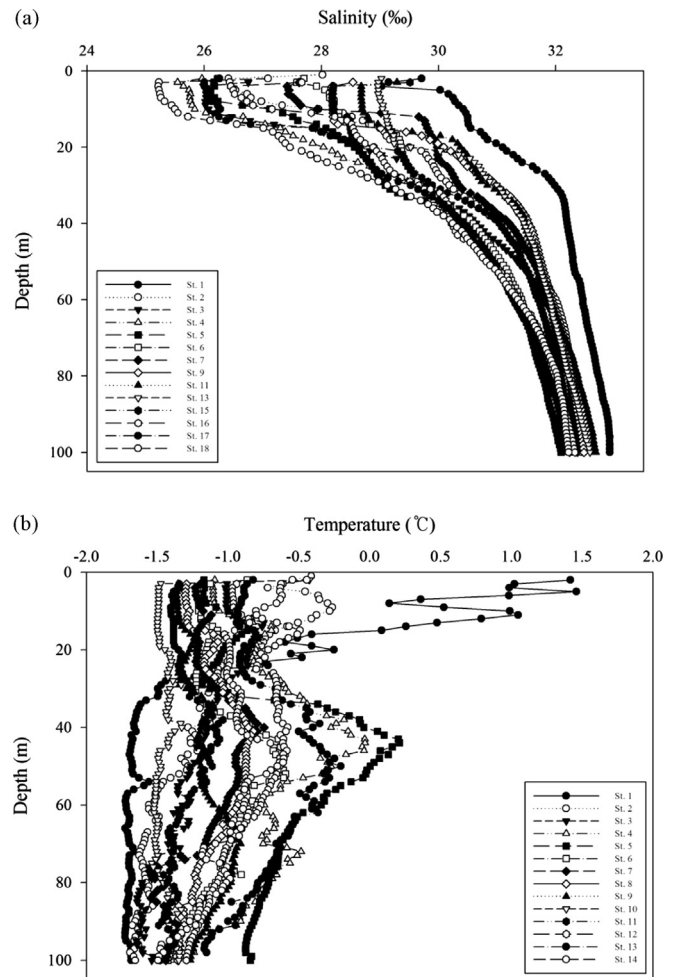 (a)
Salinity (‰)
24 26 28 30 32
0
20
40
60
80
100
Depth (m)
St. 1
St. 2
St. 3
St. 4
St. 5
St. 6
St. 7
St. 9
St. 11
St. 13
St. 15
St. 16
St. 17
St. 18
(b)
Temperature (℃)
-2.0 -1.5 -1.0 -0.5 0.0 0.5 1.0 1.5 2.0
0
20
40
60
80
100
Depth (m)
St. 1
St. 2
St. 3
St. 4
St. 5
St. 6
St. 7
St. 8
St. 9
St. 10
St. 11
St. 12
St. 13
St. 14